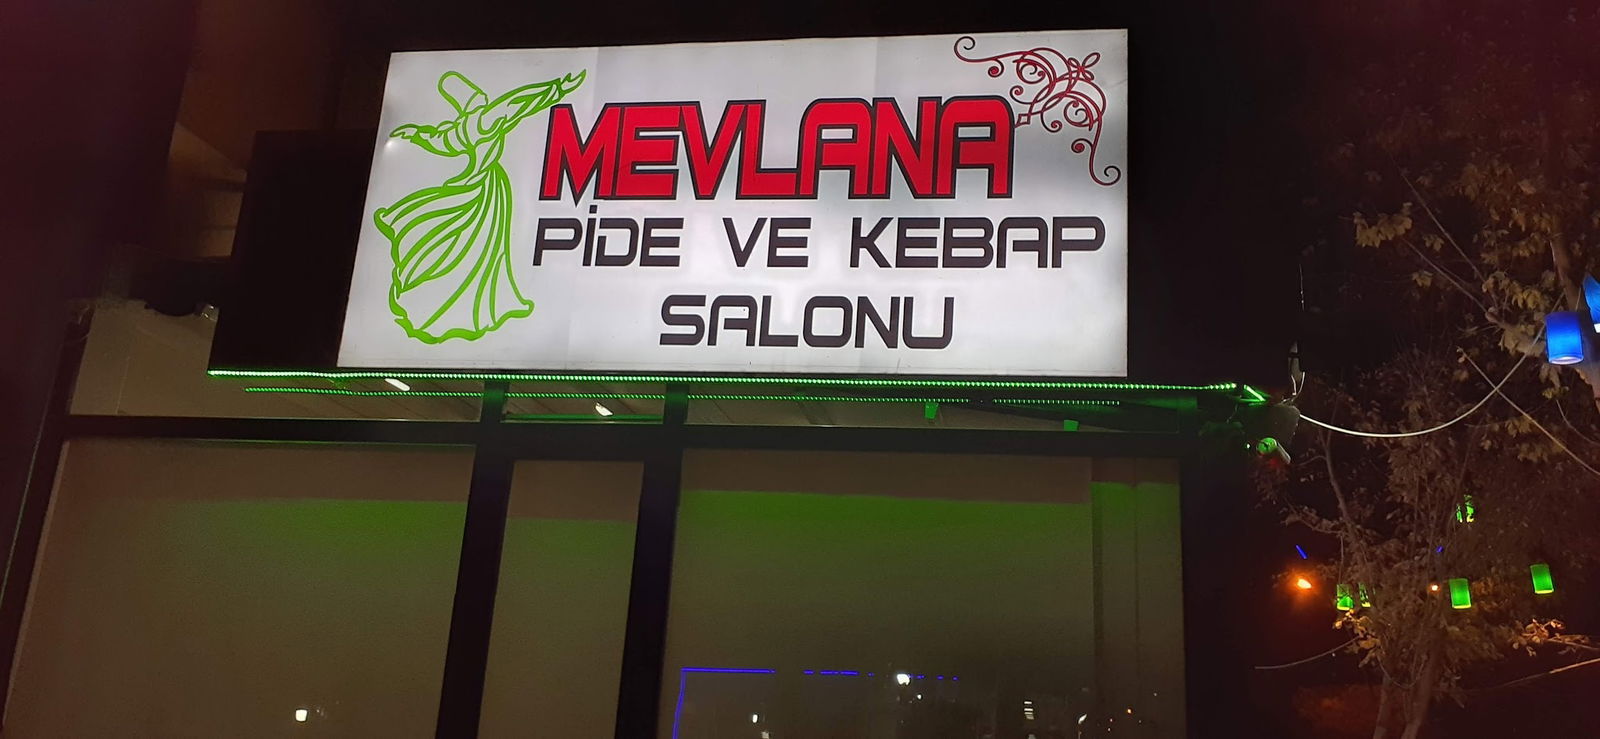 MEVLANA
PİDE VE KEBAP
SALONU